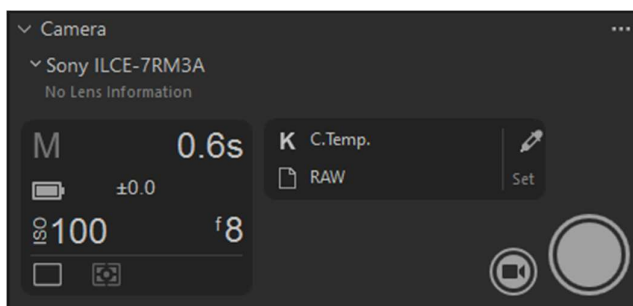 Camera
Sony ILCE-7RM3A
No Lens Information
M 0.6s
±0.0
ISO 100 f8
K C.Temp.
RAW
Set